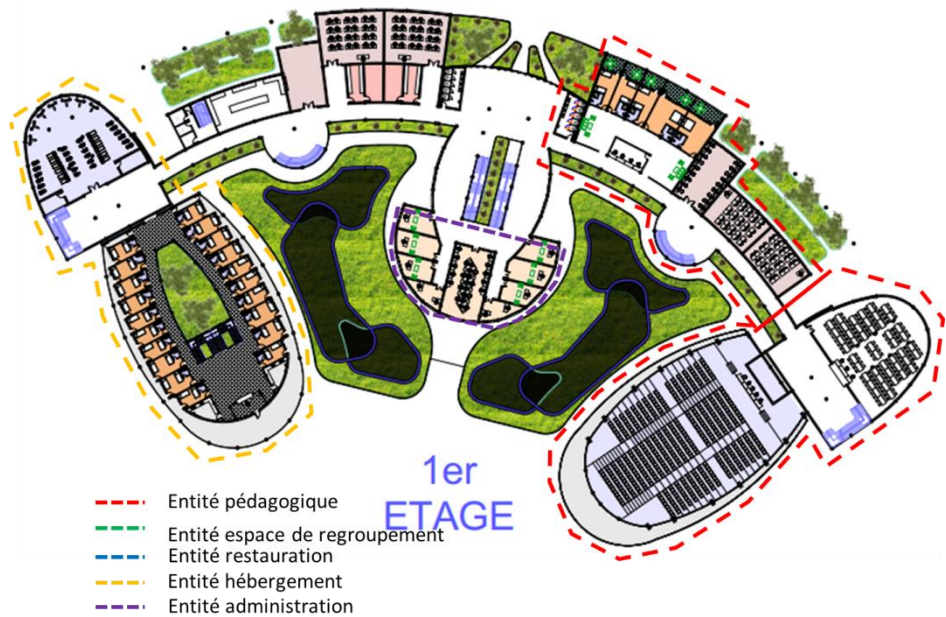 1er
ETAGE
Entité pédagogique
Entité espace de regroupement
Entité restauration
Entité hébergement
Entité administration